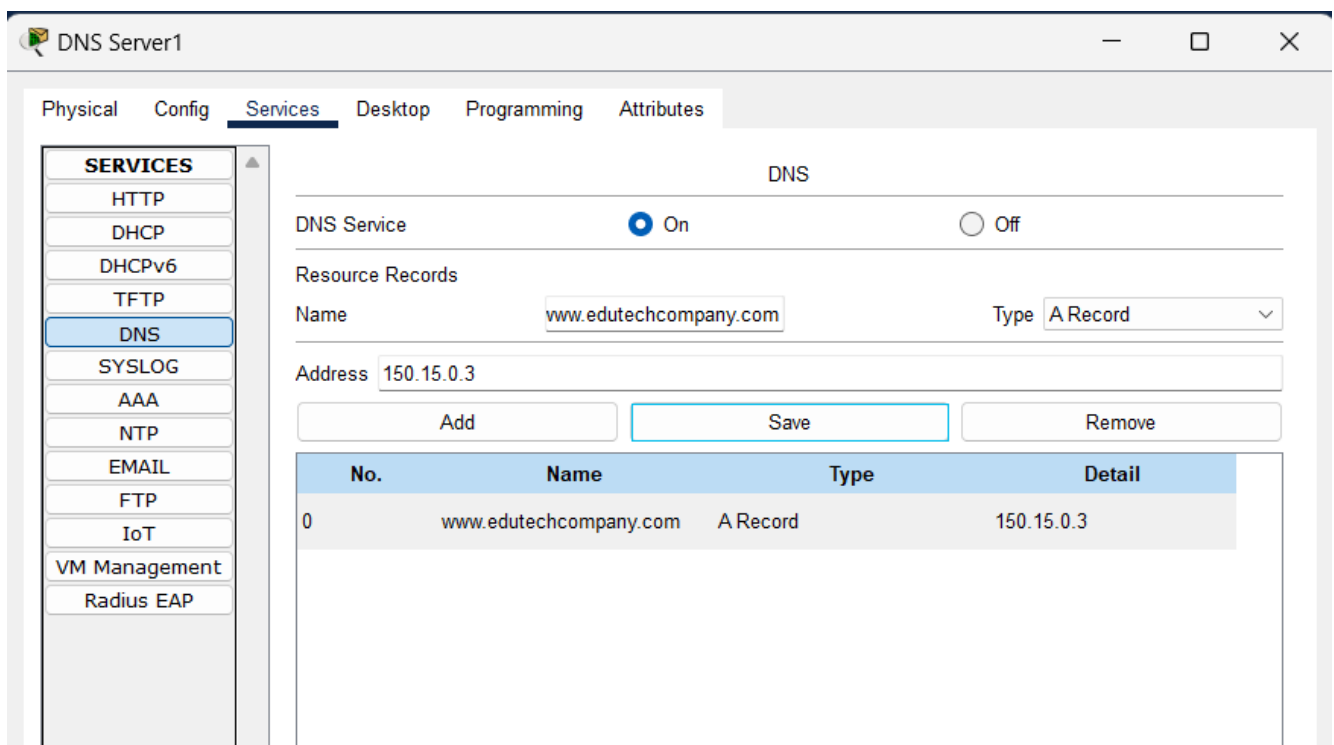 DNS Server1
Physical Config Services Desktop Programming Attributes
SERVICES
HTTP
DHCP
DHCPv6
TFTP
DNS
SYSLOG
AAA
NTP
EMAIL
FTP
IoT
VM Management
Radius EAP
DNS
DNS Service On Off
Resource Records
Name www.edutechcompany.com Type A Record
Address 150.15.0.3
Add Save Remove
No. Name Type Detail
0 www.edutechcompany.com A Record 150.15.0.3